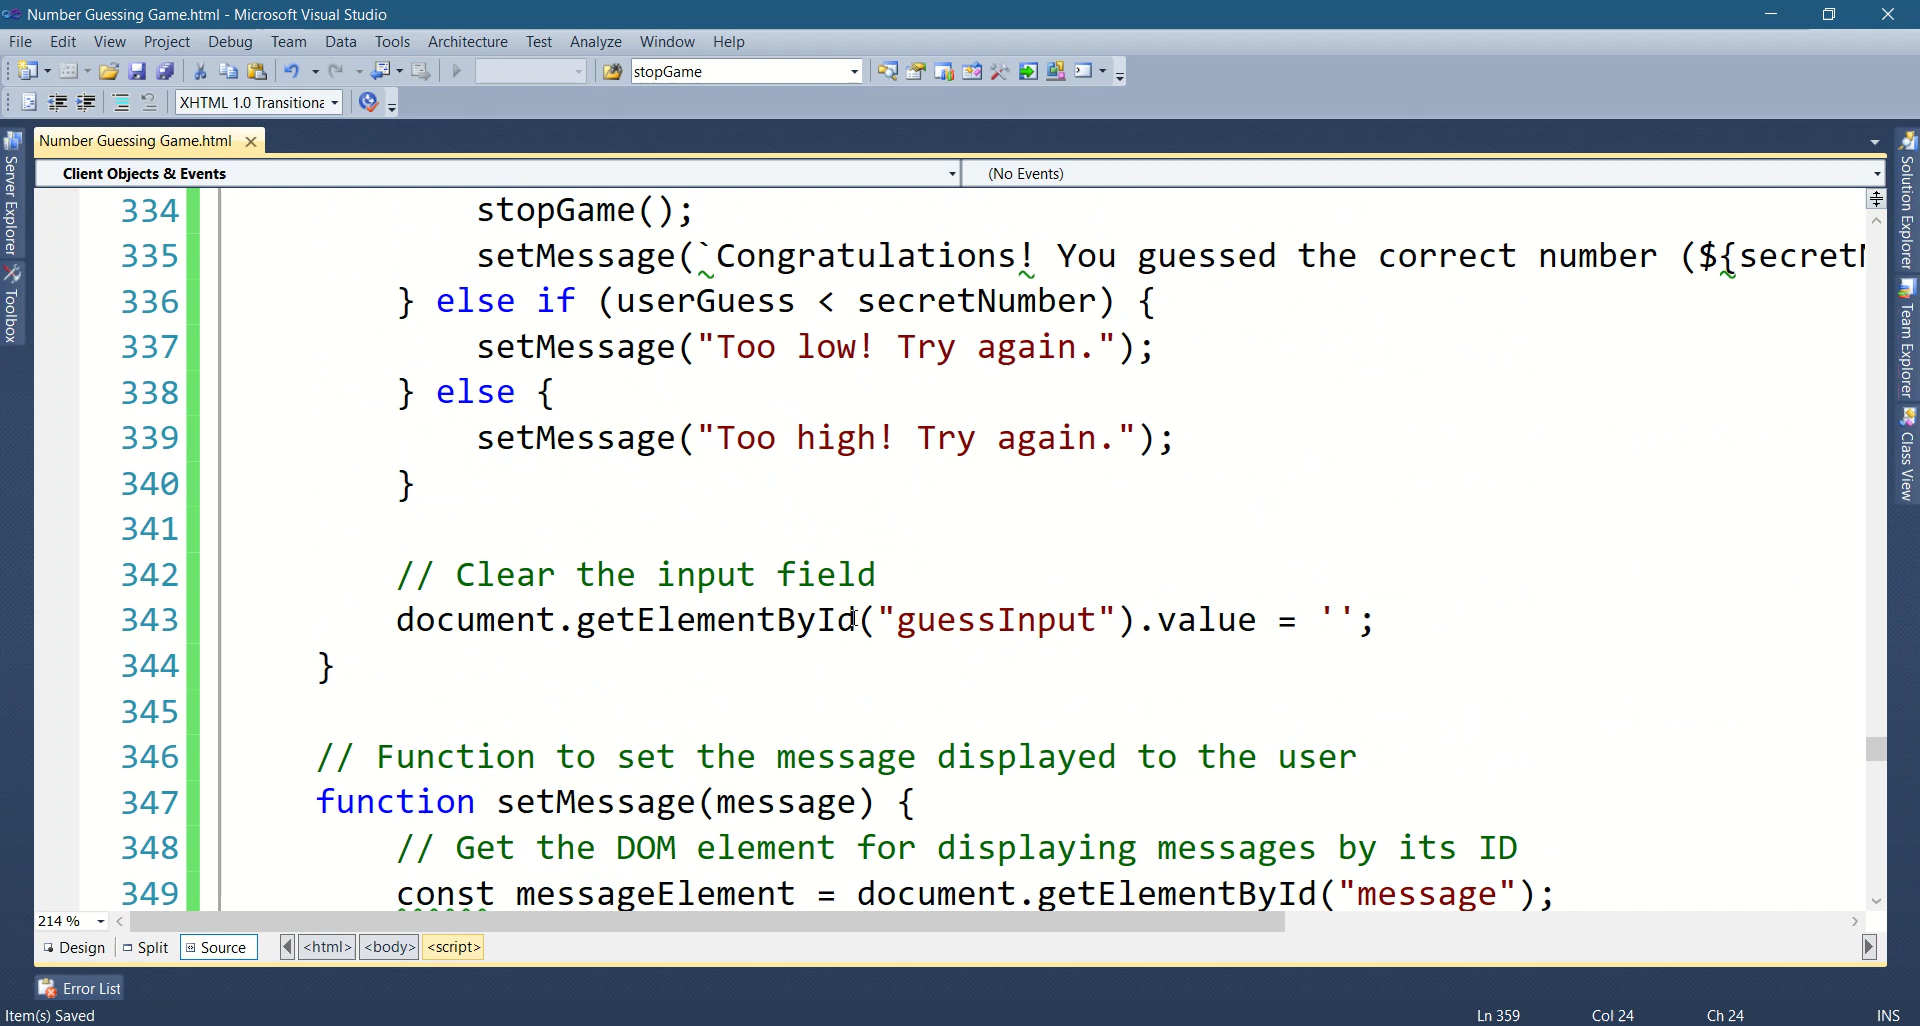 Number Guessing Game.html - Microsoft Visual Studio
File Edit View Project Debug Team Data Tools Architecture Test Analyze Window Help
stopGame
XHTML 1.0 Transitiona
Server Explorer
Toolbox
Number Guessing Game.html
Client Objects & Events
(No Events)
334 stopGame();
335 setMessage(`Congratulations! You guessed the correct number (${secret
336 } else if (userGuess < secretNumber) {
337 setMessage("Too low! Try again.");
338 } else {
339 setMessage("Too high! Try again.");
340 }
341
342 // Clear the input field
343 document.getElementById("guessInput").value = '';
344 }
345
346 // Function to set the message displayed to the user
347 function setMessage(message) {
348 // Get the DOM element for displaying messages by its ID
349 const messageElement = document.getElementById("message");
Solution Explorer
Team Explorer
Class View
214 %
Design Split Source <html> <body> <script>
Error List
Item(s) Saved Ln 359 Col 24 Ch 24 INS